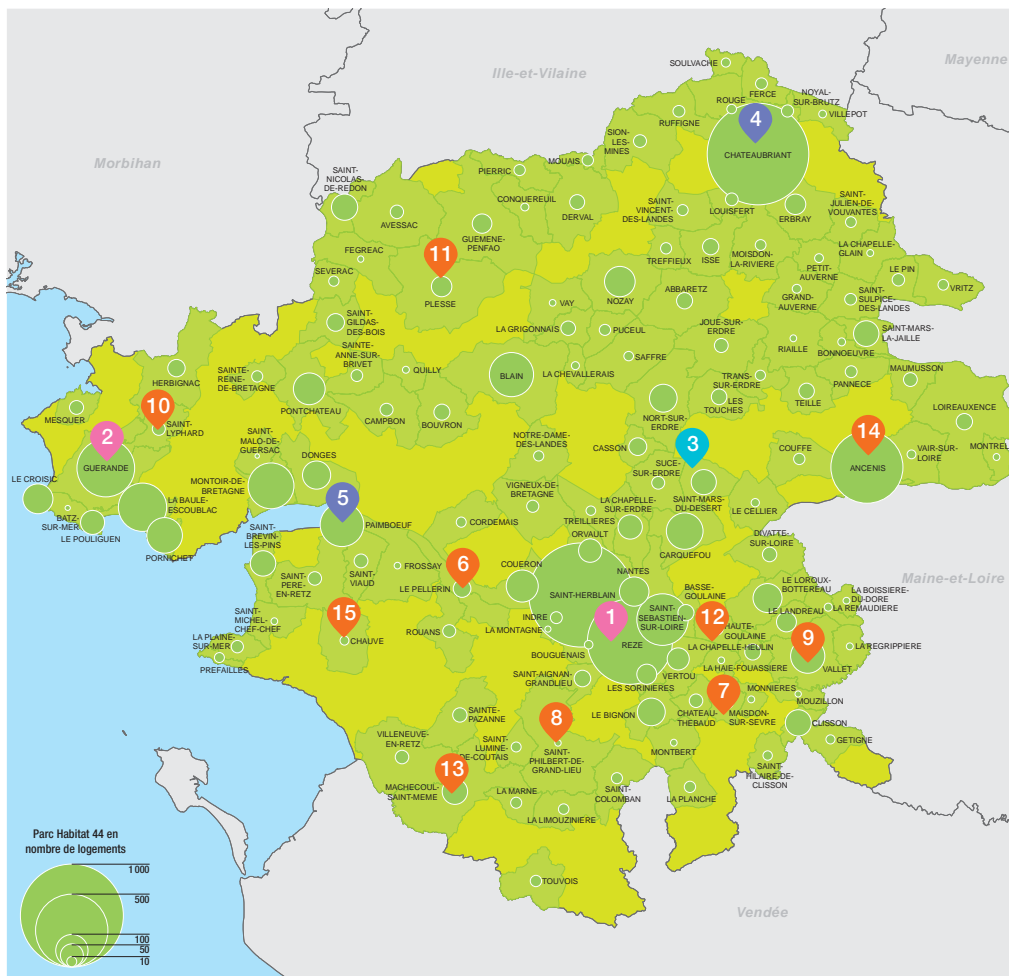 Ille-et-Vilaine
Mayenne
Morbihan
Maine-et-Loire
Vendée
SOULVACHE
FERCE
ROUGE
NOYAL-
SUR-BRUTZ
VILLEPOT
RUFFIGNE
SION-
LES-
MINES
4
CHATEAUBRIANT
MOUAIS
PIERRIC
SAINT-
NICOLAS-
DE-REDON
CONQUEREUIL
DERVAL
SAINT-
VINCENT-
DES-LANDES
LOUISFERT
ERBRAY
SAINT-
JULIEN-DE-
VOUVANTES
AVESSAC
GUEMENE-
PENFAO
FEGREAC
SEVERAC
11
PLESSE
TREFFIEUX
ISSE
MOISDON-
LA-RIVIERE
PETIT-
AUVERNE
LA CHAPELLE-
GLAIN
LE PIN
VRITZ
NOZAY
ABBARETZ
GRAND-
AUVERNE
SAINT-
SULPICE-
DES-LANDES
VAY
SAINT-
GILDAS-
DES-BOIS
LA GRIGONNAIS
PUCEUL
JOUE-SUR-
ERDRE
SAINT-MARS-
LA-JAILLE
RIAILLE
BONNOEUVRE
SAFFRE
SAINTE-
ANNE-SUR-
BRIVET
QUILLY
BLAIN
LA CHEVALLERAIS
TRANS-
SUR-ERDRE
PANNECE
MAUMUSSON
HERBIGNAC
SAINTE-
REINE-
DE-BRETAGNE
PONTCHATEAU
CAMPBON
BOUVRON
NORT-SUR-
ERDRE
LES
TOUCHES
TEILLE
LOIREAUXENCE
MESQUER
10
SAINT-
LYPHARD
2
GUERANDE
SAINT-
MALO-DE-
GUERSAC
DONGES
NOTRE-DAME-
DES-LANDES
CASSON
3
SUCE-
SUR-ERDRE
COUFFE
14
ANCENIS
VAIR-SUR-
LOIRE
MONTREL
LE CROISIC
MONTOIR-DE-
BRETAGNE
BATZ-
SUR-MER
LE POULIGUEN
LA BAULE-
ESCOUBLAC
PORNICHET
5
PAIMBOEUF
VIGNEUX-DE-
BRETAGNE
CORDEMAIS
TREILLIERES
LA CHAPELLE-
SUR-ERDRE
SAINT-MARS-
DU-DESERT
LE CELLIER
SAINT-
BREVIN-
LES-PINS
ORVAULT
CARQUEFOU
DIVATTE-
SUR-LOIRE
SAINT-
VIAUD
FROSSAY
6
LE PELLERIN
COUERON
NANTES
SAINT-HERBLAIN
BASSE-
GOULAINE
LE LOROUX-
BOTTEREAU
LA BOISSIERE-
DU-DORE
LA REMAUDIERE
LE LANDREAU
SAINT-
PERE-
EN-RETZ
SAINT-
MICHEL-
CHEF-CHEF
15
CHAUVE
INDRE
LA MONTAGNE
ROUANS
1
REZE
SAINT-
SEBASTIEN
SUR-LOIRE
12
HAUTE-
GOULAINE
LA CHAPELLE-HEULIN
9
VALLET
LA REGRIPPIERE
LA PLAINE-
SUR-MER
PREFAILLES
BOUGUENAIS
LA HAIE-FOUASSIERE
VERTOU
SAINT-AIGNAN-
GRANDLIEU
LES SORINIERES
7
MONNIERES
MOUZILLON
SAINTE-
PAZANNE
8
LE BIGNON
CHATEAU-
THEBAUD
MAISDON-
SUR-SEVRE
CLISSON
GETIGNE
VILLENEUVE-
EN-RETZ
SAINT-
LUMINE-
DE-COUTAIS
SAINT-
PHILBERT-DE-
GRAND-LIEU
MONTBERT
SAINT-
HILAIRE-DE-
CLISSON
13
MACHECOUL-
SAINT-MEME
LA MARNE
LA LIMOUZINIERE
SAINT-
COLOMBAN
LA PLANCHE
TOUVOIS
Parc Habitat 44 en
nombre de logements
1 000
500
100
50
10